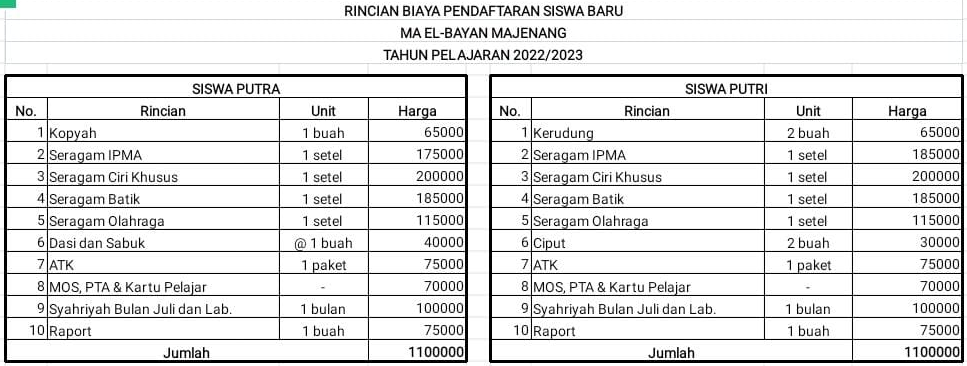 RINCIAN BIAYA PENDAFTARAN SISWA BARU
MA EL-BAYAN MAJENANG
TAHUN PELAJARAN 2022/2023
SISWA PUTRA
No. Rincian Unit Harga
1 Kopyah 1 buah 65000
2 Seragam IPMA 1 setel 175000
3 Seragam Ciri Khusus 1 setel 200000
4 Seragam Batik 1 setel 185000
5 Seragam Olahraga 1 setel 115000
6 Dasi dan Sabuk @ 1 buah 40000
7 ATK 1 paket 75000
8 MOS, PTA & Kartu Pelajar - 70000
9 Syahriyah Bulan Juli dan Lab. 1 bulan 100000
10 Raport 1 buah 75000
Jumlah 1100000
SISWA PUTRI
No. Rincian Unit Harga
1 Kerudung 2 buah 65000
2 Seragam IPMA 1 setel 185000
3 Seragam Ciri Khusus 1 setel 200000
4 Seragam Batik 1 setel 185000
5 Seragam Olahraga 1 setel 115000
6 Ciput 2 buah 30000
7 ATK 1 paket 75000
8 MOS, PTA & Kartu Pelajar - 70000
9 Syahriyah Bulan Juli dan Lab. 1 bulan 100000
10 Raport 1 buah 75000
Jumlah 1100000